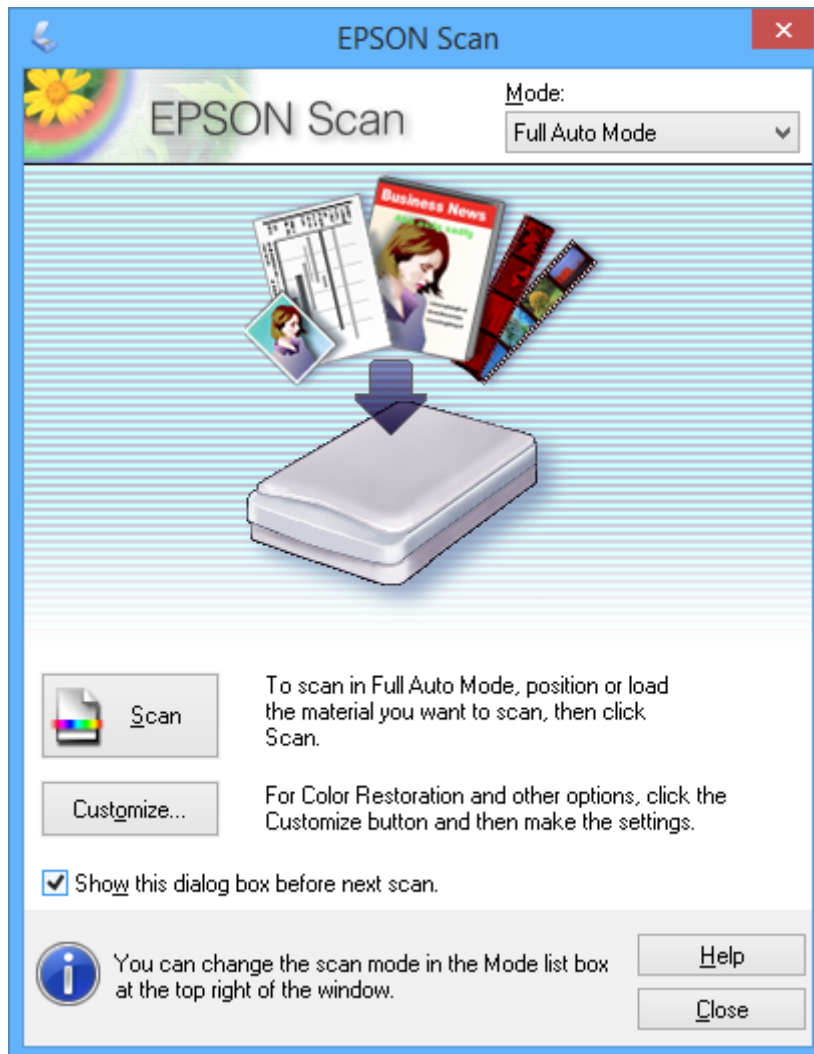 EPSON Scan
EPSON Scan
Mode:
Full Auto Mode
Business News
Scan
To scan in Full Auto Mode, position or load
the material you want to scan, then click
Scan.
Customize...
For Color Restoration and other options, click the
Customize button and then make the settings.
Show this dialog box before next scan.
You can change the scan mode in the Mode list box
at the top right of the window.
Help
Close